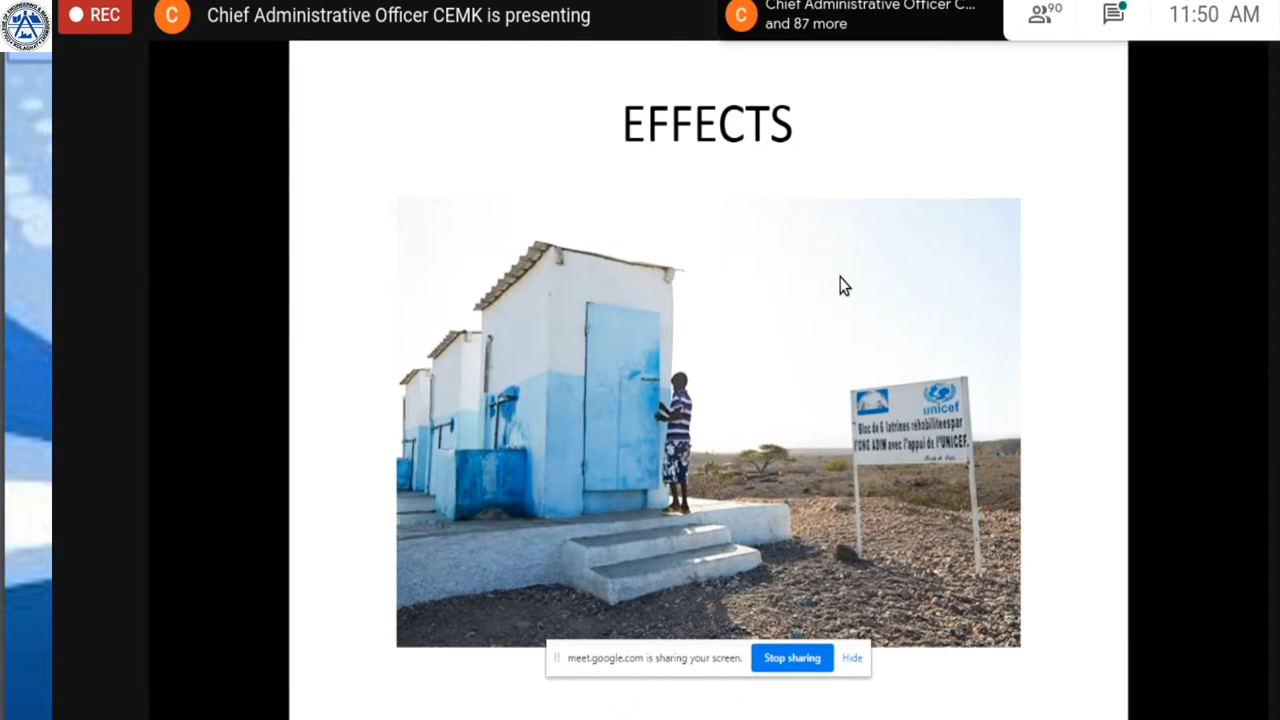 REC
Chief Administrative Officer CEMK is presenting
Chief Administrative Officer C...
and 87 more
90
11:50 AM
EFFECTS
unicef
Bloc de 6 latrines réhabiliteespar
l'ONG ADIM avec l'appui de l'UNICEF.
meet.google.com is sharing your screen.
Stop sharing
Hide